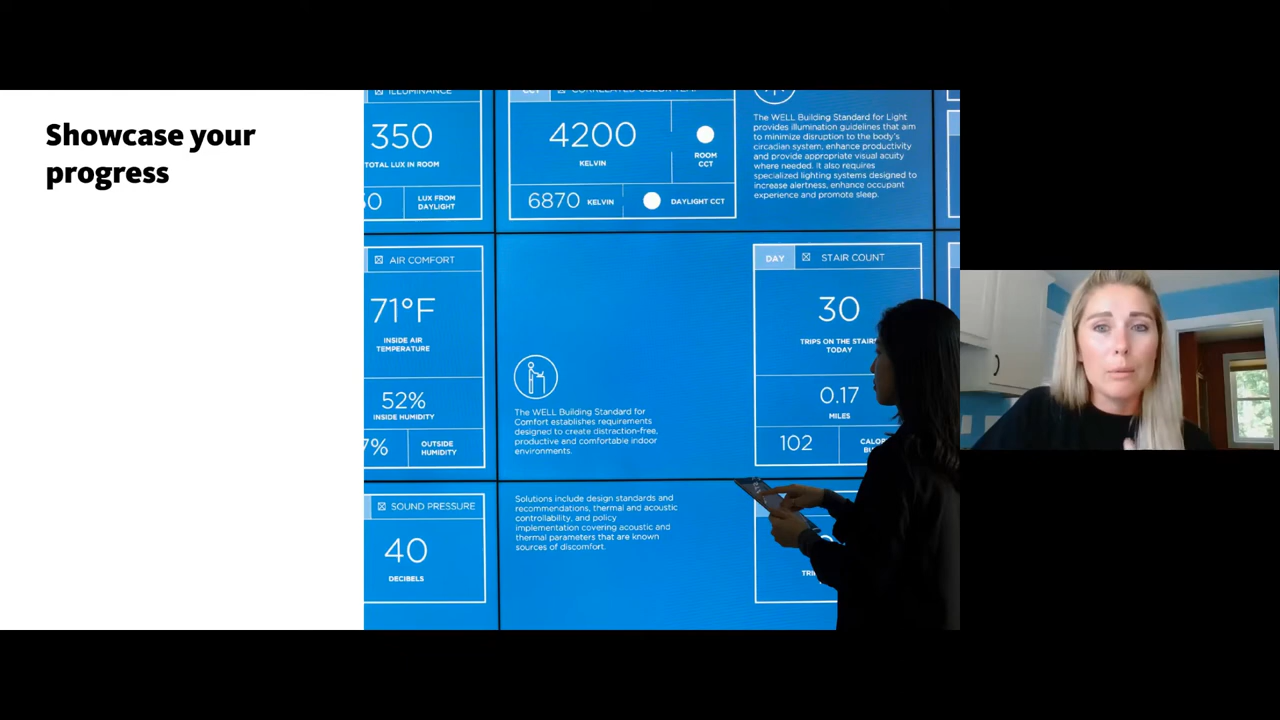 Showcase your
progress
ILLUMINANCE
350
TOTAL LUX IN ROOM
LUX FROM
DAYLIGHT
CCT
CORRELATED COLOR TEMP
4200
KELVIN
ROOM
CCT
6870 KELVIN
DAYLIGHT CCT
The WELL Building Standard for Light
provides illumination guidelines that aim
to minimize disruption to the body's
circadian system, enhance productivity
and provide appropriate visual acuity
where needed. It also requires
specialized lighting systems designed to
increase alertness, enhance occupant
experience and promote sleep.
AIR COMFORT
71°F
INSIDE AIR
TEMPERATURE
52%
INSIDE HUMIDITY
7%
OUTSIDE
HUMIDITY
The WELL Building Standard for
Comfort establishes requirements
designed to create distraction-free,
productive and comfortable indoor
environments.
DAY
STAIR COUNT
30
TRIPS ON THE STAIRS
TODAY
0.17
MILES
102
SOUND PRESSURE
40
DECIBELS
Solutions include design standards and
recommendations, thermal and acoustic
controllability, and policy
implementation covering acoustic and
thermal parameters that are known
sources of discomfort.